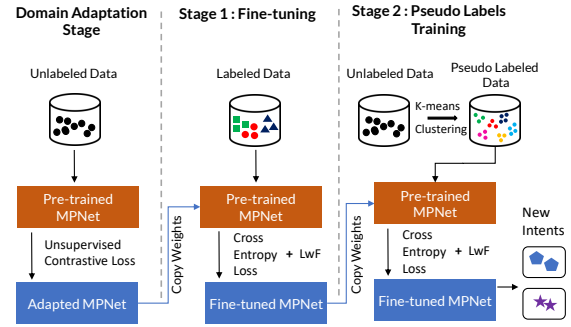 Domain Adaptation
Stage
Unlabeled Data
Pre-trained
MPNet
Unsupervised
Contrastive Loss
Adapted MPNet
Copy Weights
Stage 1 : Fine-tuning
Labeled Data
Pre-trained
MPNet
Cross
Entropy + LwF
Loss
Fine-tuned MPNet
Copy Weights
Stage 2 : Pseudo Labels
Training
Unlabeled Data
Pseudo Labeled
Data
K-means
Clustering
Pre-trained
MPNet
Cross
Entropy + LwF
Loss
Fine-tuned MPNet
New
Intents